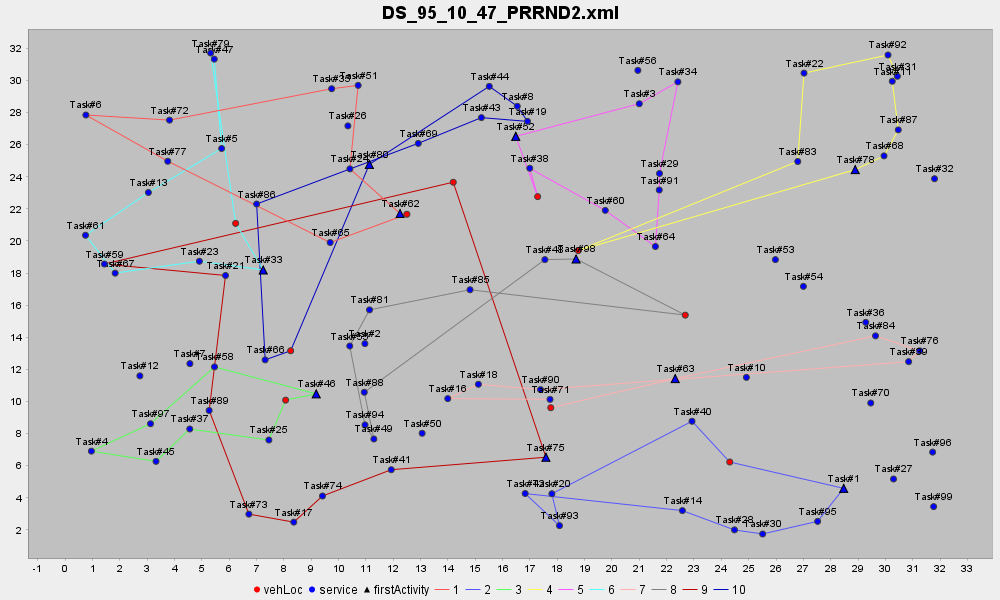 DS_95_10_47_PRRND2.xml
32
30
28
26
24
22
20
18
16
14
12
10
8
6
4
2
Task#79
Task#47
Task#92
Task#56
Task#22
Task#31
Task#11
Task#34
Task#51
Task#44
Task#6
Task#72
Task#8
Task#3
Task#26
Task#43
Task#19
Task#52
Task#87
Task#5
Task#69
Task#77
Task#80
Task#38
Task#83
Task#68
Task#78
Task#29
Task#32
Task#13
Task#91
Task#86
Task#62
Task#60
Task#61
Task#65
Task#64
Task#98
Task#53
Task#59
Task#67
Task#23
Task#33
Task#21
Task#54
Task#85
Task#81
Task#36
Task#2
Task#84
Task#76
Task#66
Task#7
Task#58
Task#12
Task#63
Task#10
Task#18
Task#46
Task#88
Task#90
Task#16
Task#71
Task#70
Task#89
Task#97
Task#40
Task#37
Task#94
Task#25
Task#49
Task#50
Task#4
Task#45
Task#96
Task#75
Task#41
Task#27
Task#1
Task#20
Task#74
Task#14
Task#99
Task#73
Task#17
Task#93
Task#95
Task#28
Task#30
-1 0 1 2 3 4 5 6 7 8 9 10 11 12 13 14 15 16 17 18 19 20 21 22 23 24 25 26 27 28 29 30 31 32 33
vehLoc service firstActivity 1 2 3 4 5 6 7 8 9 10